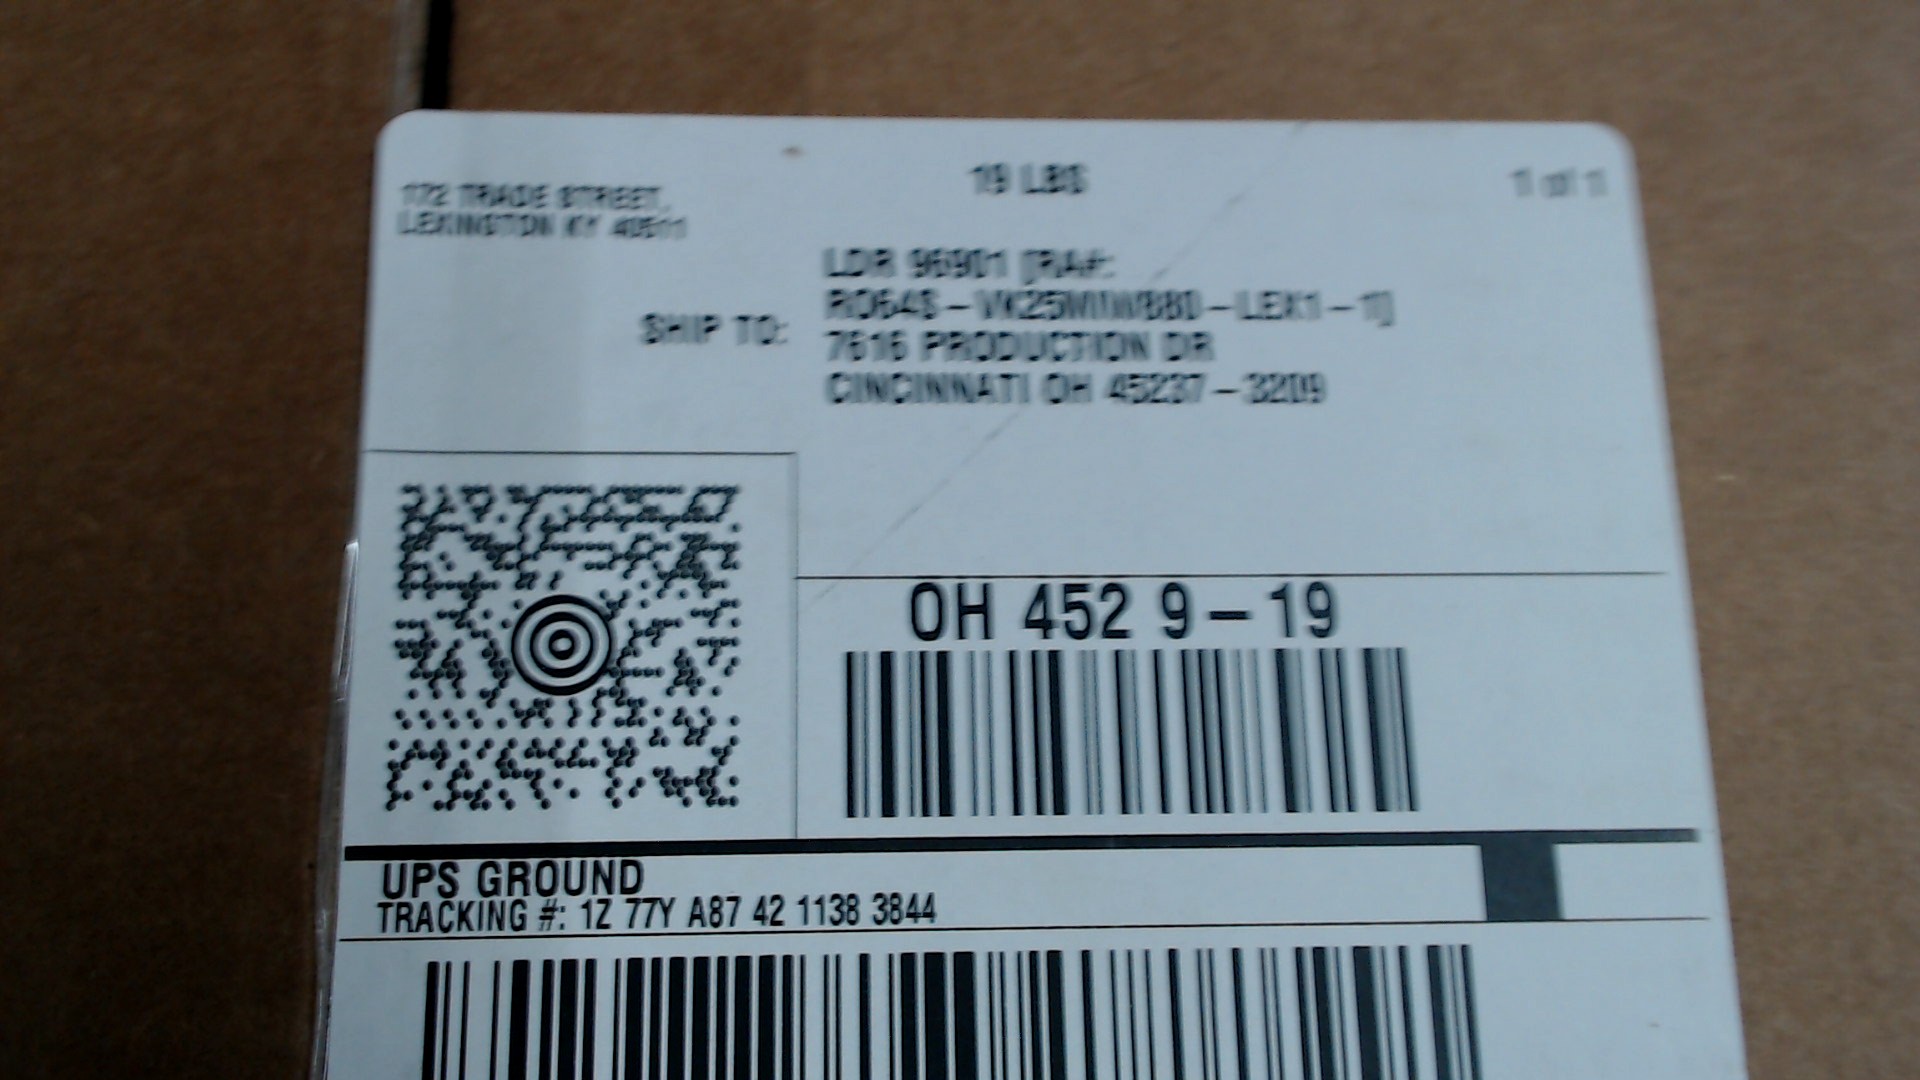 172 TRADE STREET,
LEXINGTON KY 40511
19 LBS
1 of 1
SHIP TO:
LDR 96901 [RA#:
7616 PRODUCTION DR
CINCINNATI OH 45237-3209
OH 452 9-19
UPS GROUND
TRACKING #: 1Z 77Y A87 42 1138 3844